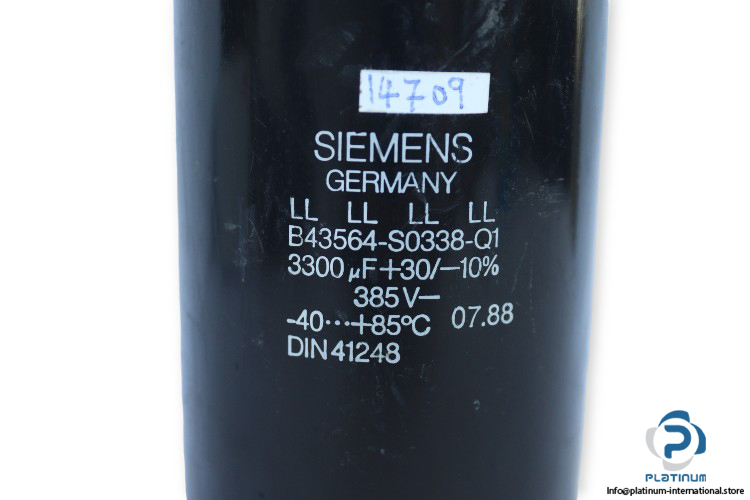 14709
SIEMENS
GERMANY
LL LL LL LL
B43564-S0338-Q1
3300 µF+30/-10%
385V-
-40···+85°C 07.88
DIN 41248
PLATINUM
Info@platinum-international.store